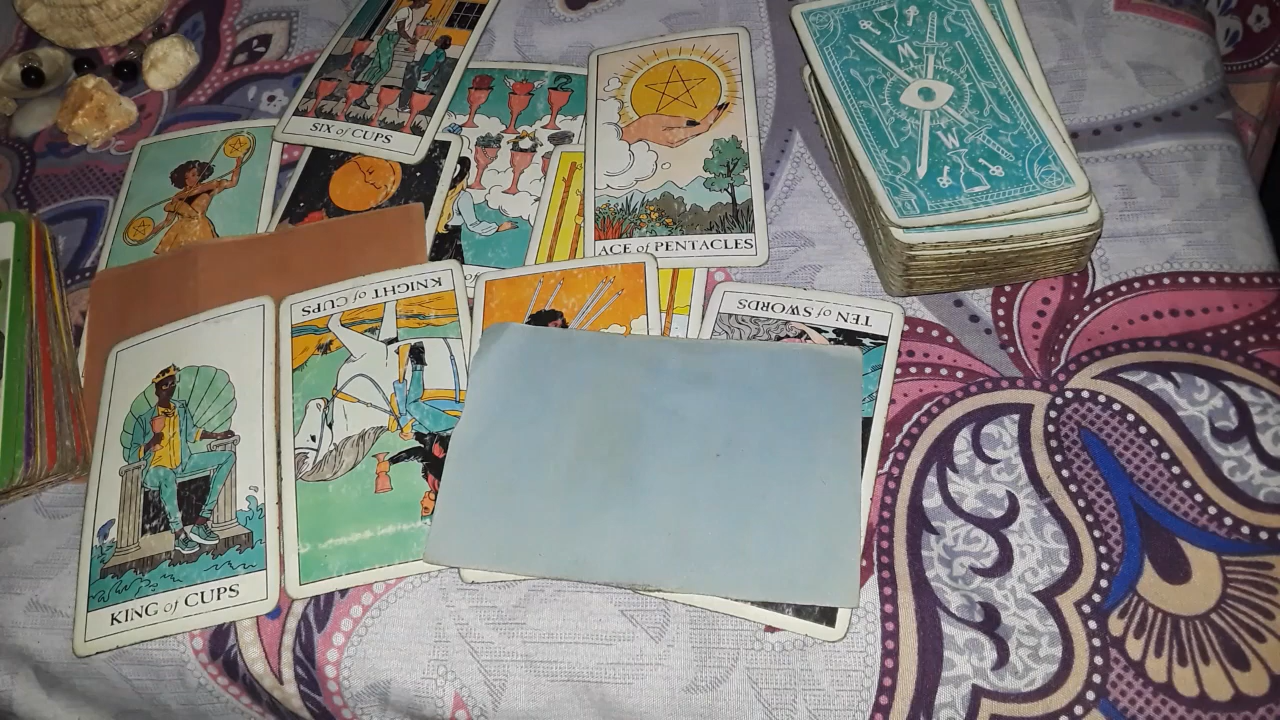 SIX of CUPS
ACE of PENTACLES
M
W
KNIGHT of CUPS
TEN of SWORDS
KING of CUPS